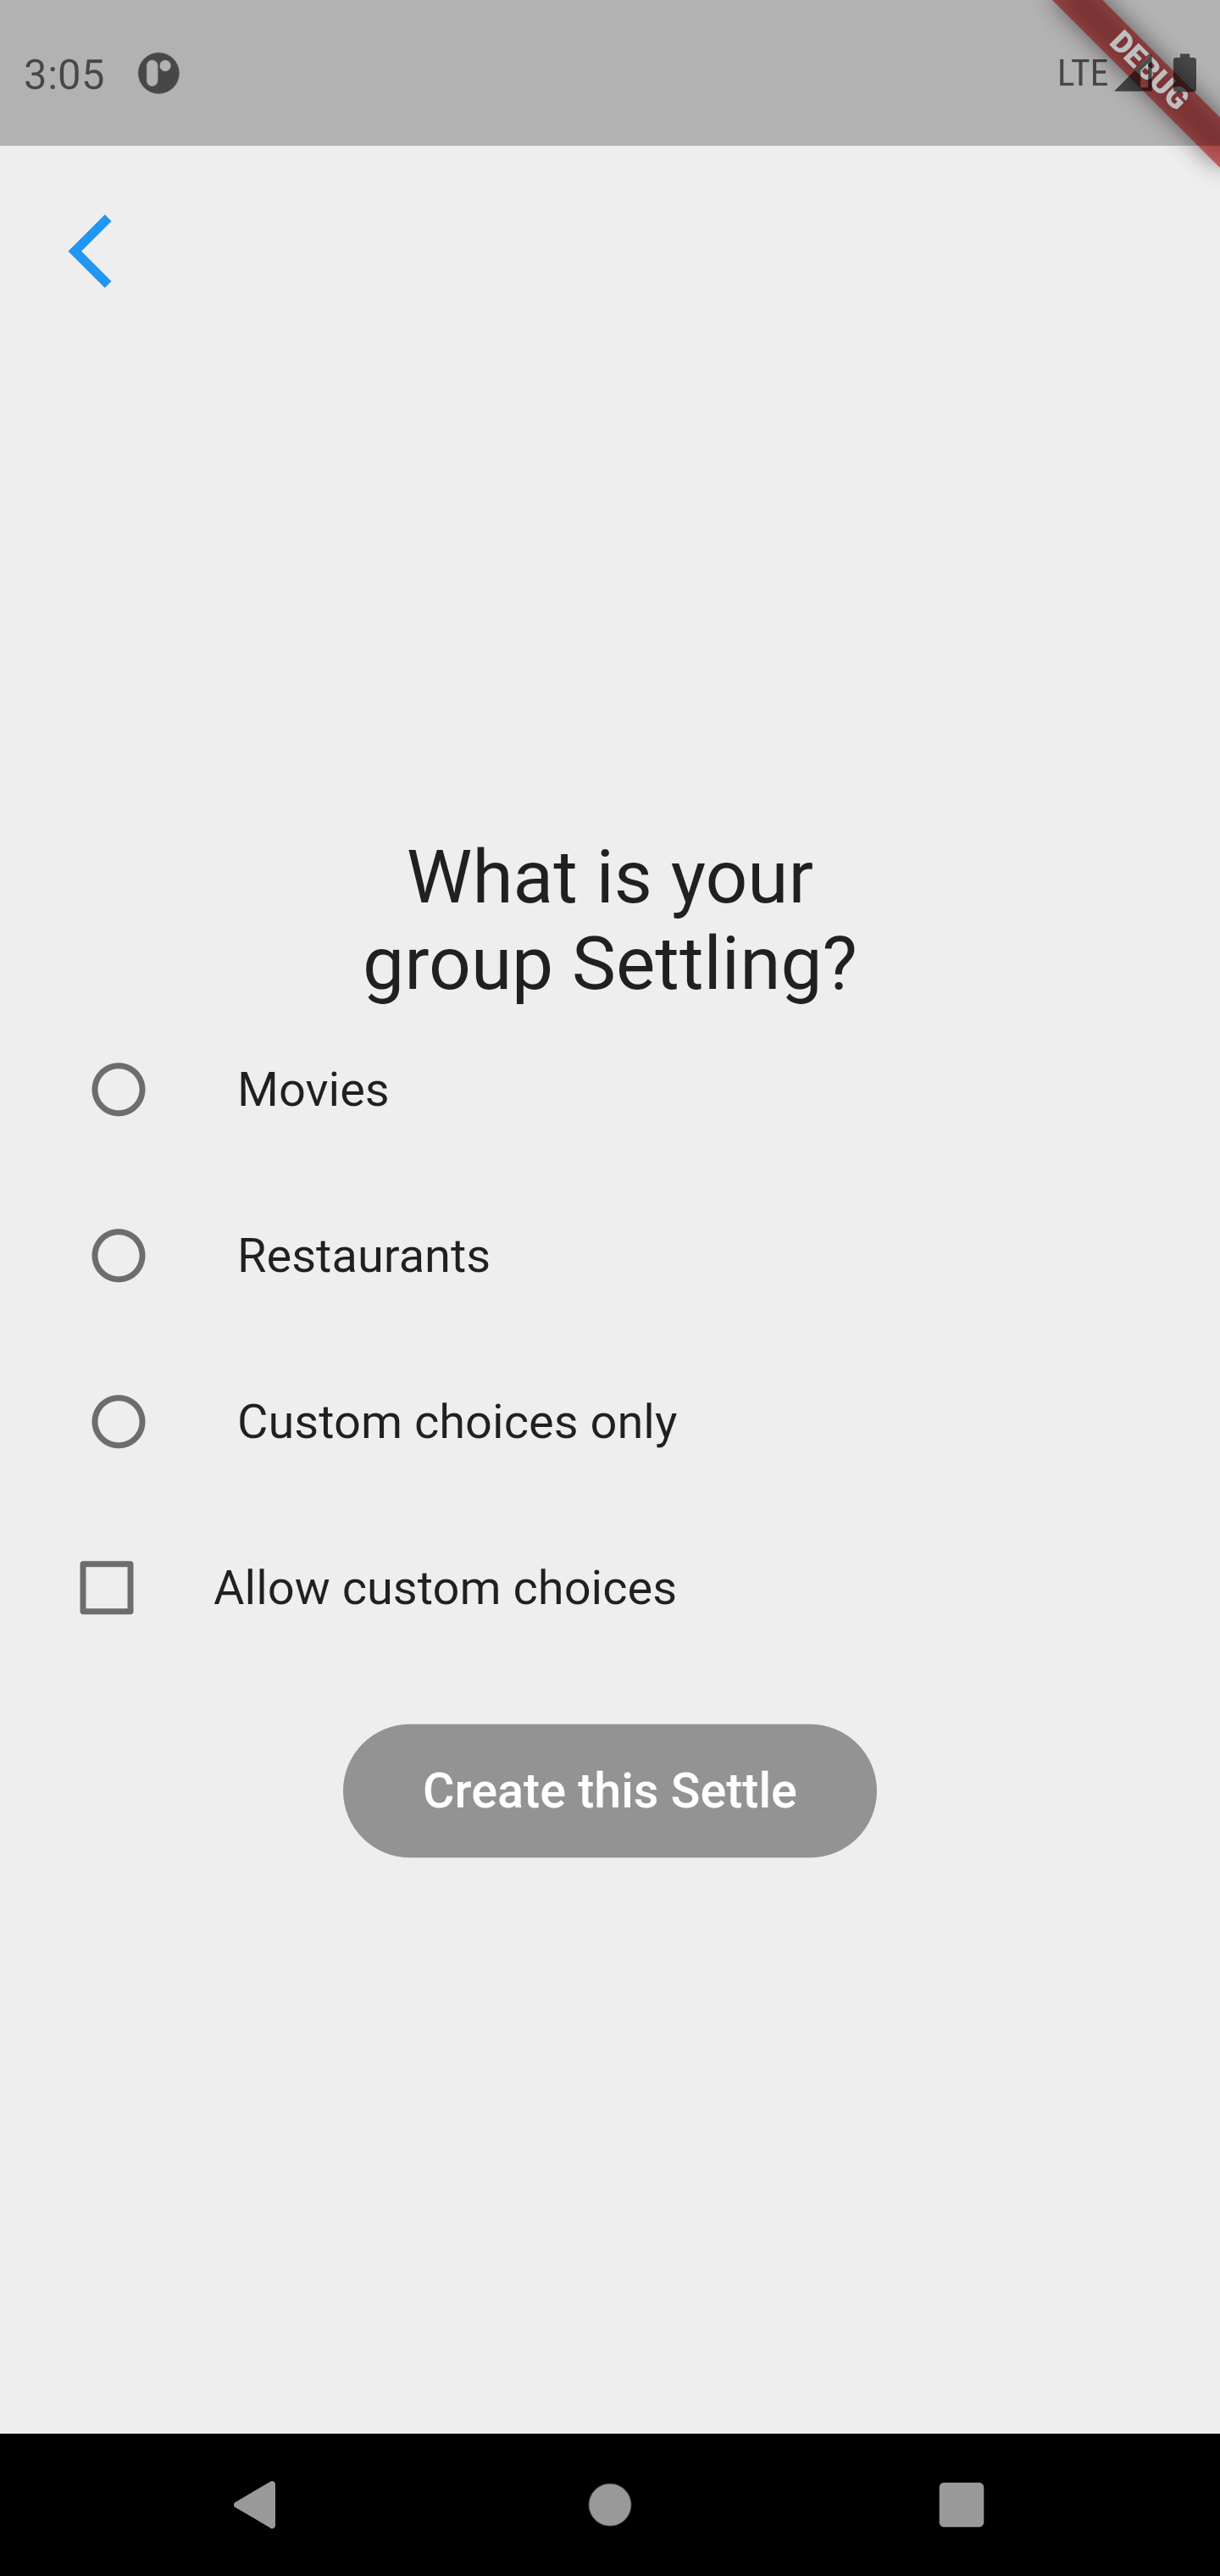 3:05
LTE
DEBUG
What is your
group Settling?
Movies
Restaurants
Custom choices only
Allow custom choices
Create this Settle